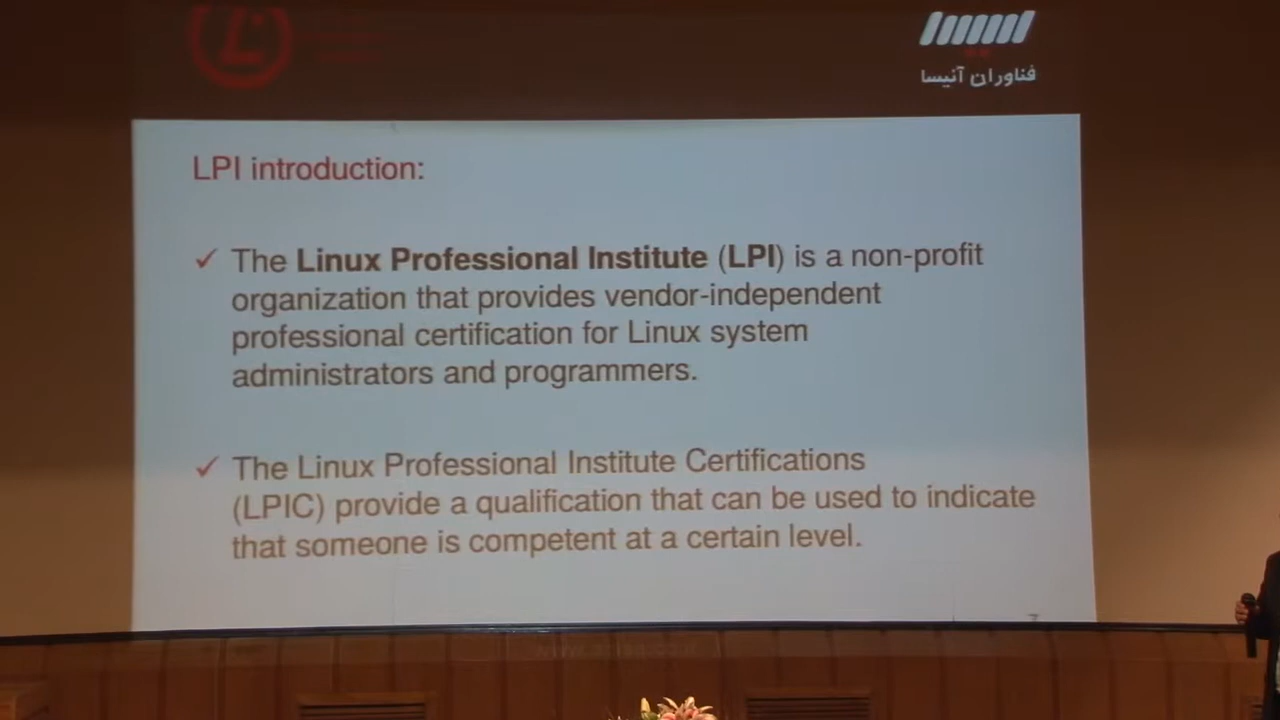 فناوران آنیسا
LPI introduction:
✓ The Linux Professional Institute (LPI) is a non-profit
organization that provides vendor-independent
professional certification for Linux system
administrators and programmers.
✓ The Linux Professional Institute Certifications
(LPIC) provide a qualification that can be used to indicate
that someone is competent at a certain level.